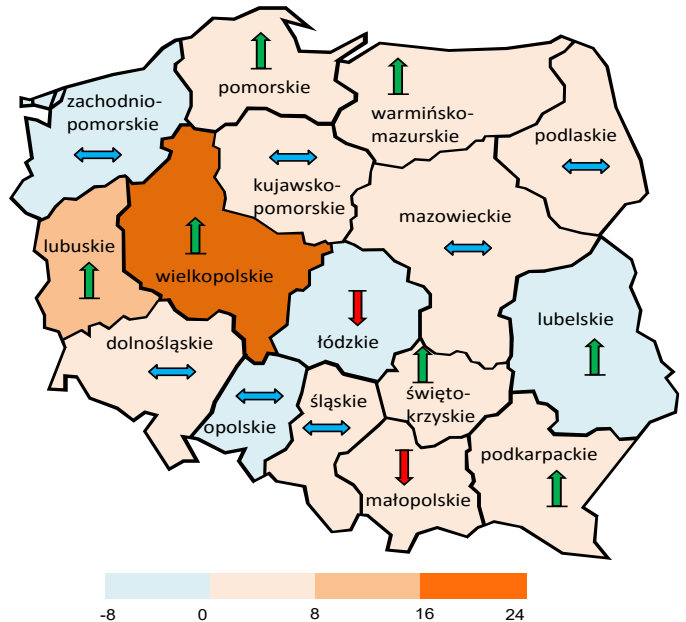 pomorskie
zachodnio-
pomorskie
warmińsko-
mazurskie
podlaskie
kujawsko-
pomorskie
mazowieckie
lubuskie
wielkopolskie
lubelskie
dolnośląskie
łódzkie
opolskie
śląskie
święto-
krzyskie
podkarpackie
małopolskie
-8 0 8 16 24